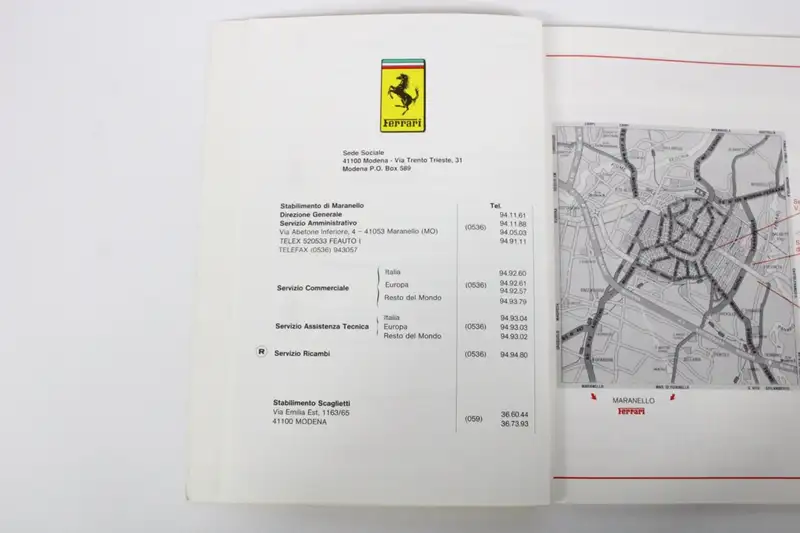 Ferrari
Sede Sociale
41100 Modena - Via Trento Trieste, 31
Modena P.O. Box 589
Stabilimento di Maranello
Direzione Generale
Servizio Amministrativo
Via Abetone Inferiore, 4 - 41053 Maranello (MO)
TELEX 520533 FEAUTO I
TELEFAX (0536) 943057
(0536)
Tel.
94.11.61
94.11.88
94.05.03
94.91.11
Servizio Commerciale
Italia
Europa
Resto del Mondo
(0536)
94.92.60
94.92.61
94.92.57
94.93.79
Servizio Assistenza Tecnica
Italia
Europa
Resto del Mondo
(0536)
94.93.04
94.93.03
94.93.02
R Servizio Ricambi (0536) 94.94.80
Stabilimento Scaglietti
Via Emilia Est, 1163/65
41100 MODENA
(059)
36.60.44
36.73.93
MARANELLO
MARANELLO
Ferrari